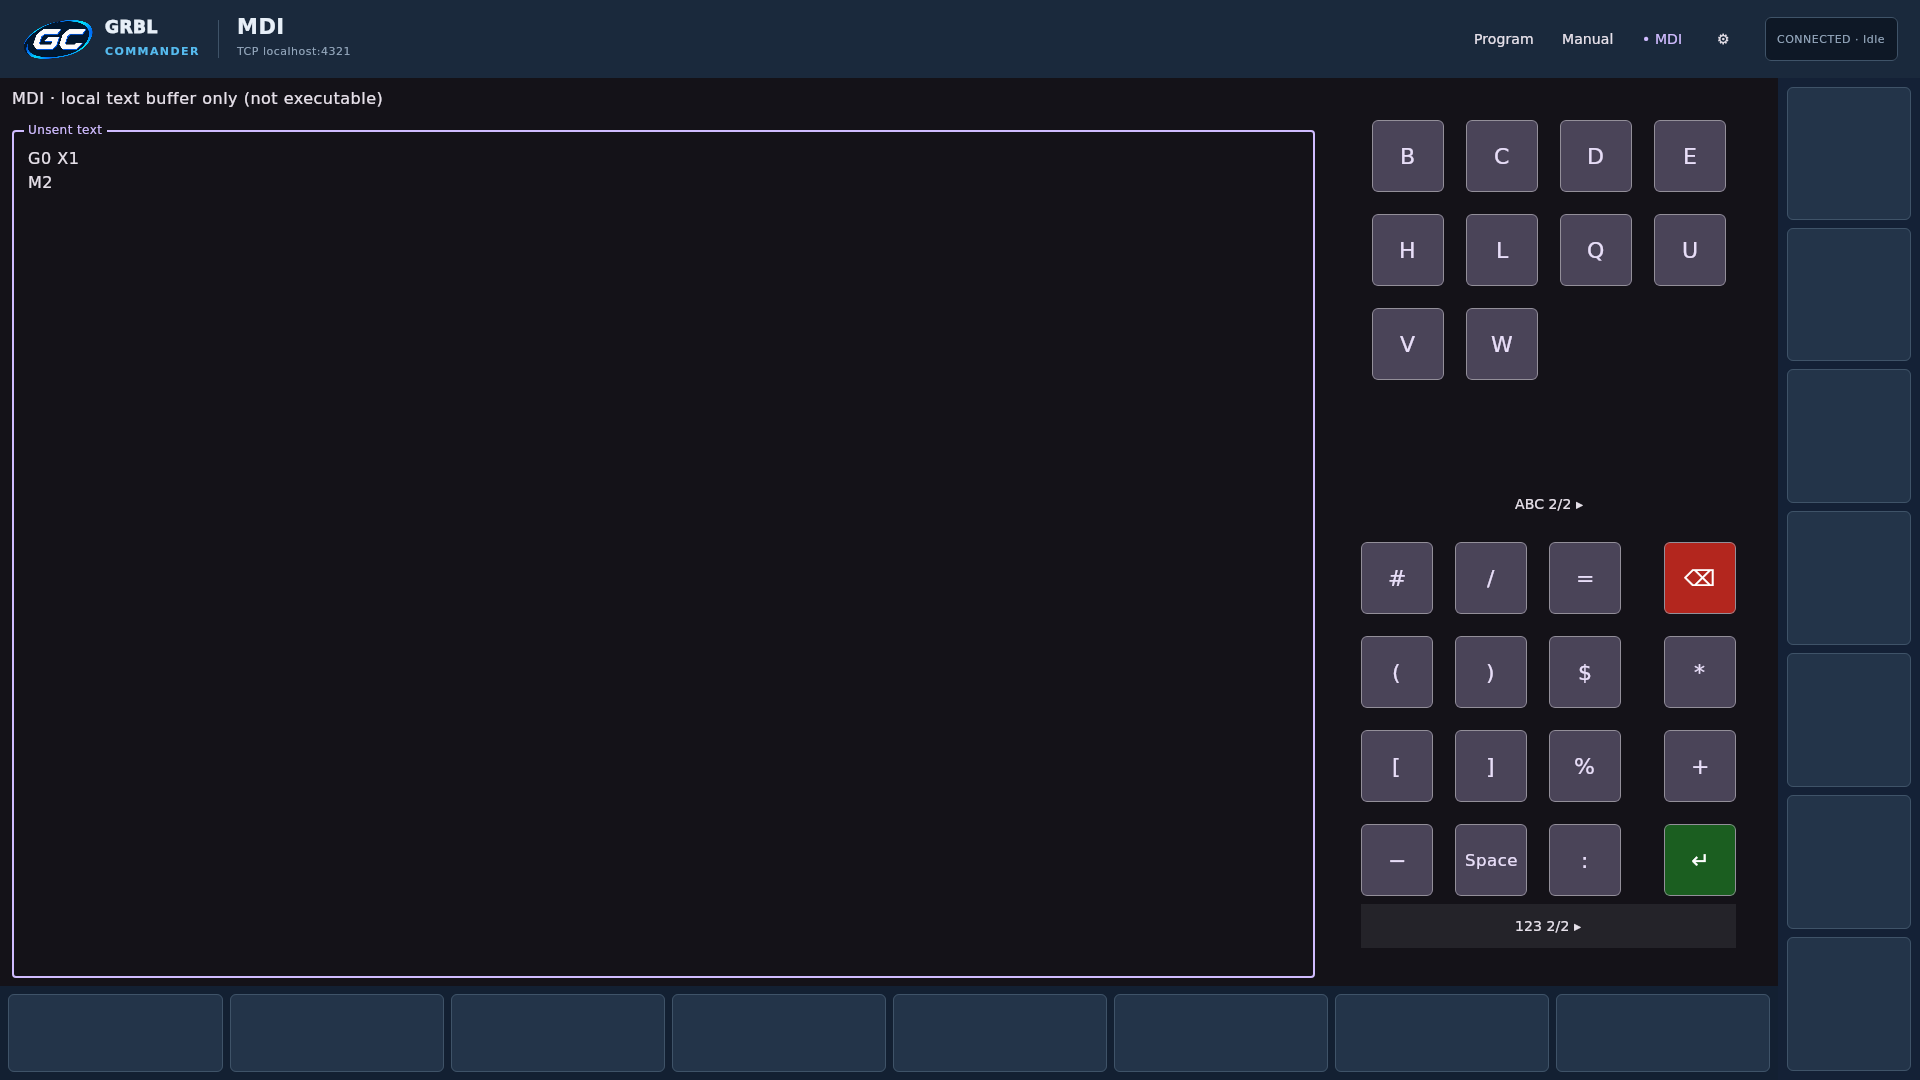 GC
GRBL
COMMANDER
MDI
TCP localhost:4321
Program
Manual
• MDI
⚙
CONNECTED · Idle
MDI · local text buffer only (not executable)
Unsent text
G0 X1
M2
B C D E
H L Q U
V W
ABC 2/2 ▸
# / = ⌫
( ) $ *
[ ] % +
− Space : ↵
123 2/2 ▸